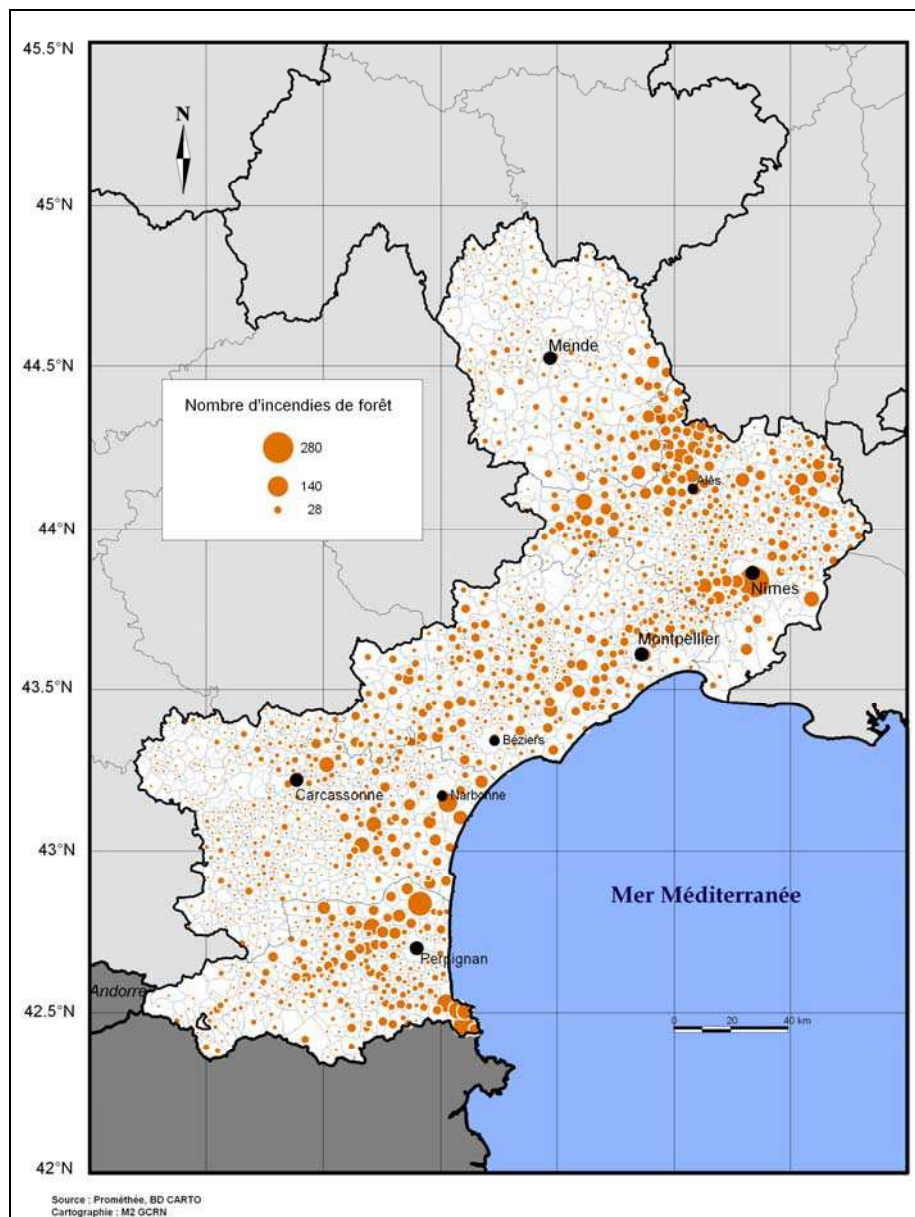 45.5°N
N
45°N
Mende
44.5°N
Nombre d'incendies de forêt
280
140
28
Alès
44°N
Nîmes
Montpellier
43.5°N
Béziers
Carcassonne
Narbonne
43°N
Mer Méditerranée
Perpignan
Andorre
42.5°N
0 20 40 km
42°N
Source : Prométhée, BD CARTO
Cartographie : M2 GCRN